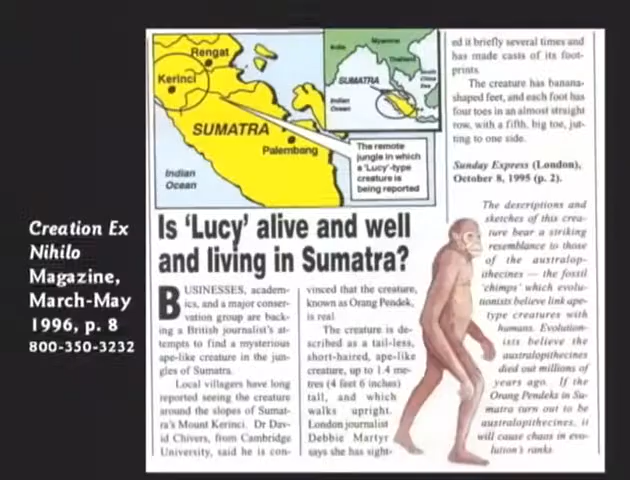 Creation Ex
Nihilo
Magazine,
March-May
1996, p. 8
800-350-3232
Rengat
Kerinci
SUMATRA
Palembang
Indian
Ocean
India
Myanmar
Thailand
South
China
Sea
SUMATRA
Indian
Ocean
The remote
jungle in which
a 'Lucy'-type
creature is
being reported
Is 'Lucy' alive and well
and living in Sumatra?
BUSINESSES, academ-
ics, and a major conser-
vation group are back-
ing a British journalist's at-
tempts to find a mysterious
ape-like creature in the jun-
gles of Sumatra.
Local villagers have long
reported seeing the creature
around the slopes of Sumat-
ra's Mount Kerinci. Dr Dav-
id Chivers, from Cambridge
University, said he is con-
vinced that the creature,
known as Orang Pendek,
is real.
The creature is de-
scribed as a tail-less,
short-haired, ape-like
creature, up to 1.4 me-
tres (4 feet 6 inches)
tall, and which
walks upright.
London journalist
Debbie Martyr
says she has sight-
ed it briefly several times and
has made casts of its foot-
prints.
The creature has banana-
shaped feet, and each foot has
four toes in an almost straight
row, with a fifth, big toe, jut-
ting to one side.
Sunday Express (London),
October 8, 1995 (p. 2).
The descriptions and
sketches of this crea-
ture bear a striking
resemblance to those
of the australop-
ithecines — the fossil
'chimps' which evolu-
tionists believe link ape-
type creatures with
humans. Evolution-
ists believe the
australopithecines
died out millions of
years ago. If the
Orang Pendeks in Su-
matra turn out to be
australopithecines, it
will cause chaos in evo-
lution's ranks.